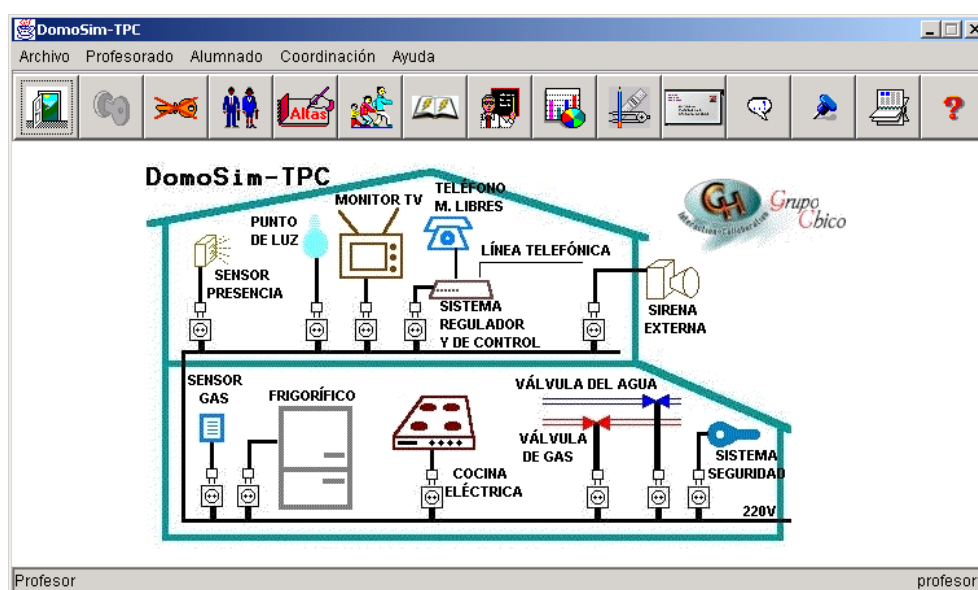 DomoSim-TPC
Archivo Profesorado Alumnado Coordinación Ayuda
Altas
DomoSim-TPC
MONITOR TV
TELÉFONO
M. LIBRES
PUNTO
DE LUZ
LÍNEA TELEFÓNICA
SENSOR
PRESENCIA
SISTEMA
REGULADOR
Y DE CONTROL
SIRENA
EXTERNA
Grupo
Chico
SENSOR
GAS
FRIGORÍFICO
VÁLVULA DEL AGUA
VÁLVULA
DE GAS
COCINA
ELÉCTRICA
SISTEMA
SEGURIDAD
220V
Profesor
profesor